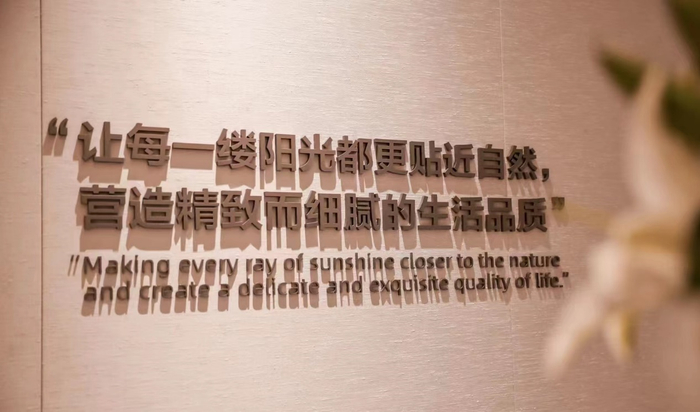 “让每一缕阳光都更贴近自然，
营造精致而细腻的生活品质”
"Making every ray of sunshine closer to the nature
and create a delicate and exquisite quality of life."